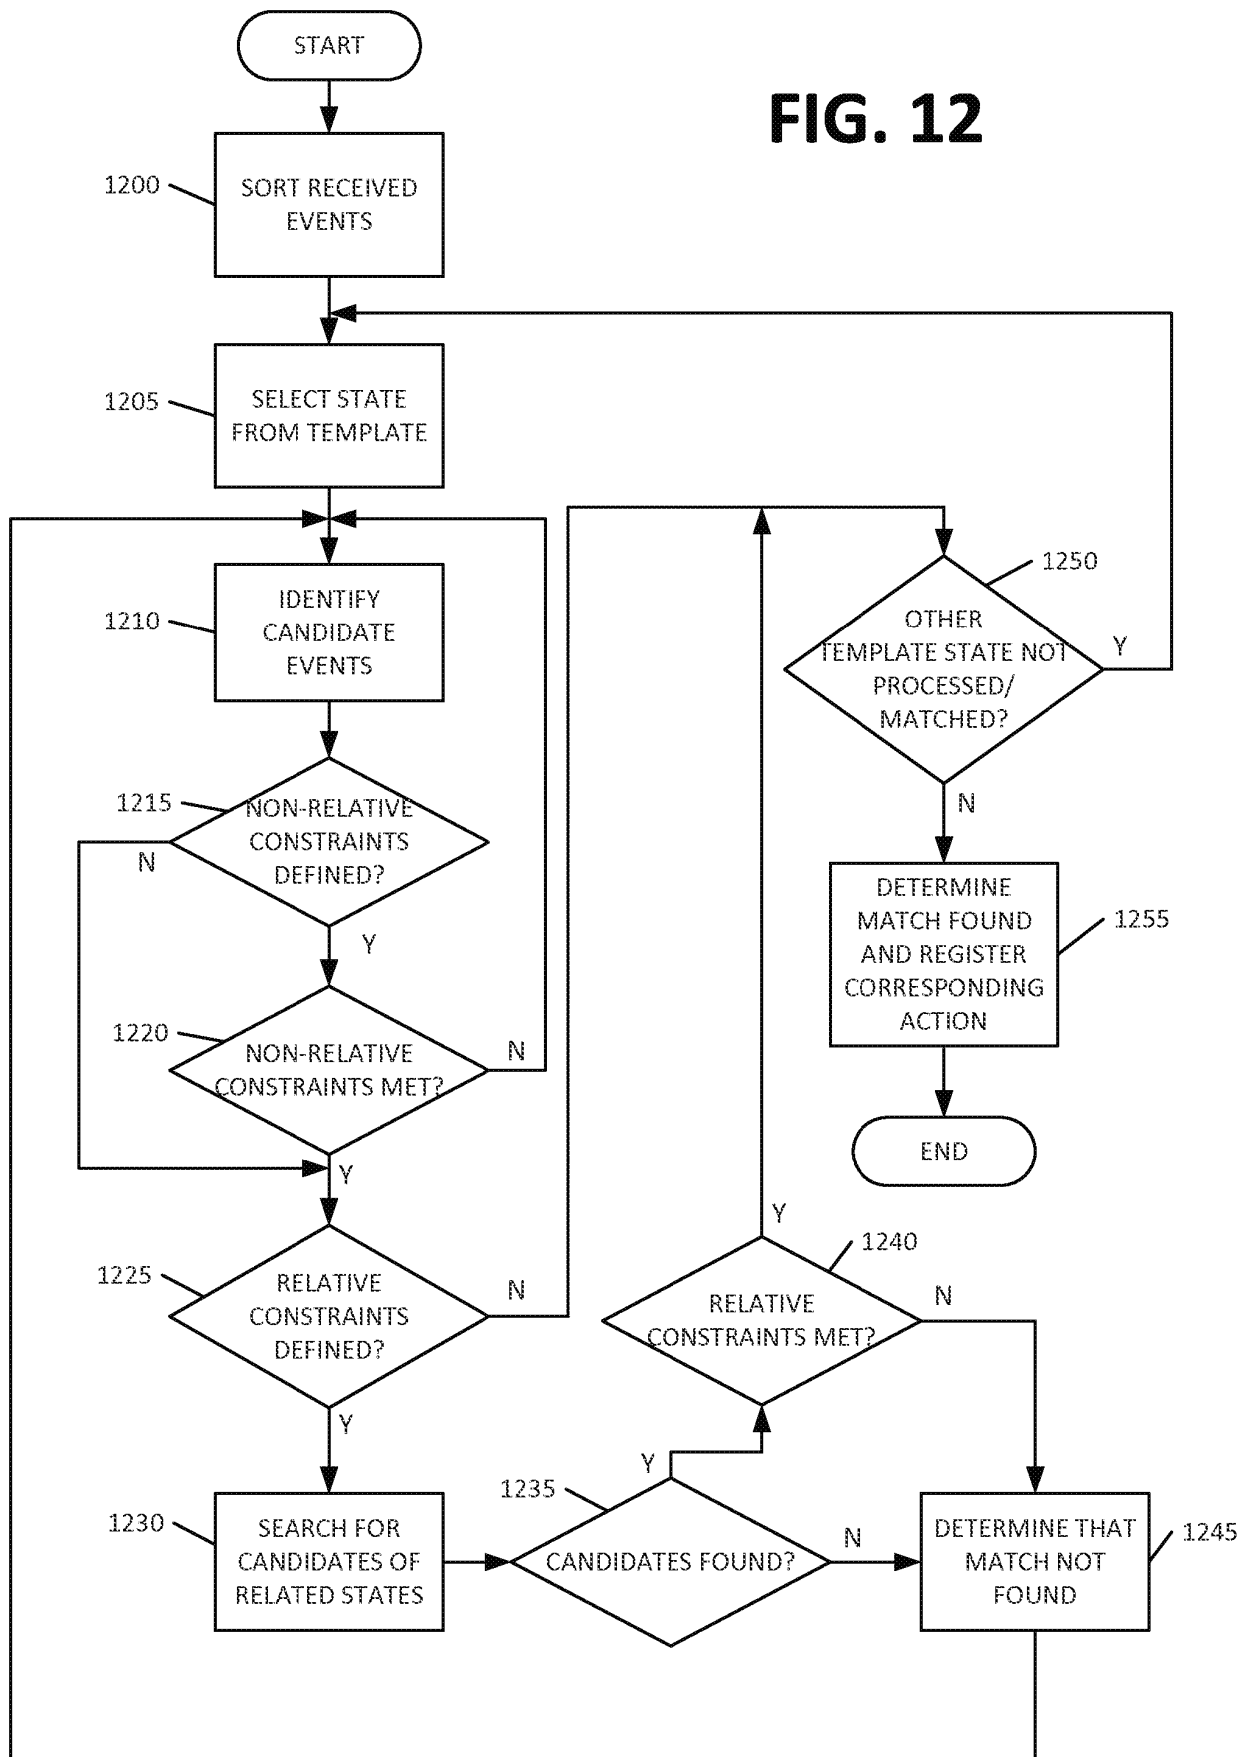 START
FIG. 12
1200
SORT RECEIVED
EVENTS
1205
SELECT STATE
FROM TEMPLATE
1210
IDENTIFY
CANDIDATE
EVENTS
1215
NON-RELATIVE
CONSTRAINTS
DEFINED?
N
Y
1220
NON-RELATIVE
CONSTRAINTS MET?
N
Y
1225
RELATIVE
CONSTRAINTS
DEFINED?
N
Y
1230
SEARCH FOR
CANDIDATES OF
RELATED STATES
1235
CANDIDATES FOUND?
Y
N
1240
RELATIVE
CONSTRAINTS MET?
Y
N
1245
DETERMINE THAT
MATCH NOT
FOUND
1250
OTHER
TEMPLATE STATE NOT
PROCESSED/
MATCHED?
Y
N
1255
DETERMINE
MATCH FOUND
AND REGISTER
CORRESPONDING
ACTION
END